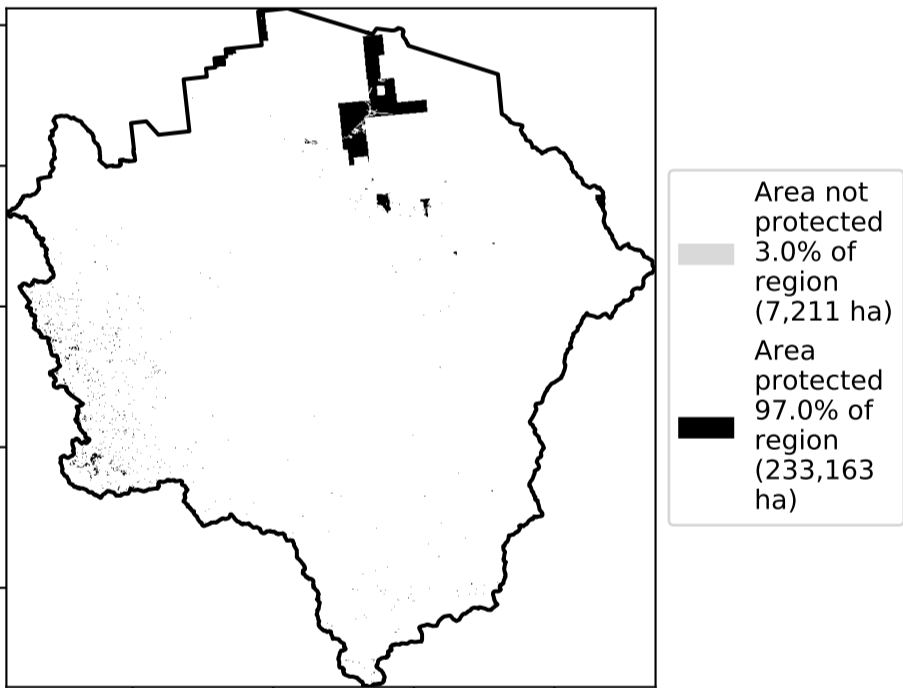 Area not
protected
3.0% of
region
(7,211 ha)
Area
protected
97.0% of
region
(233,163
ha)